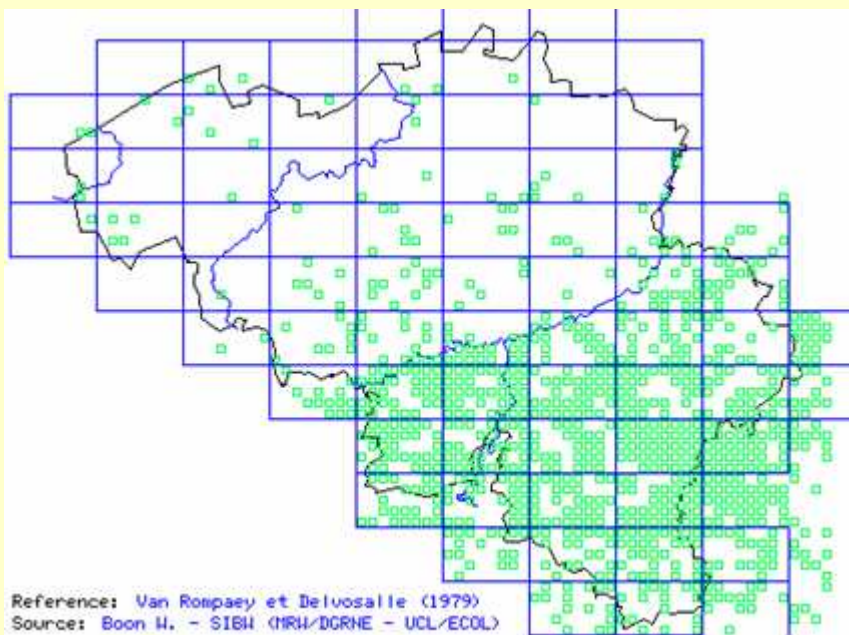 Reference: Van Rompaey et Delvosalle (1979)
Source: Boon W. - SIBW (MRW/DGRNE - UCL/ECOL)